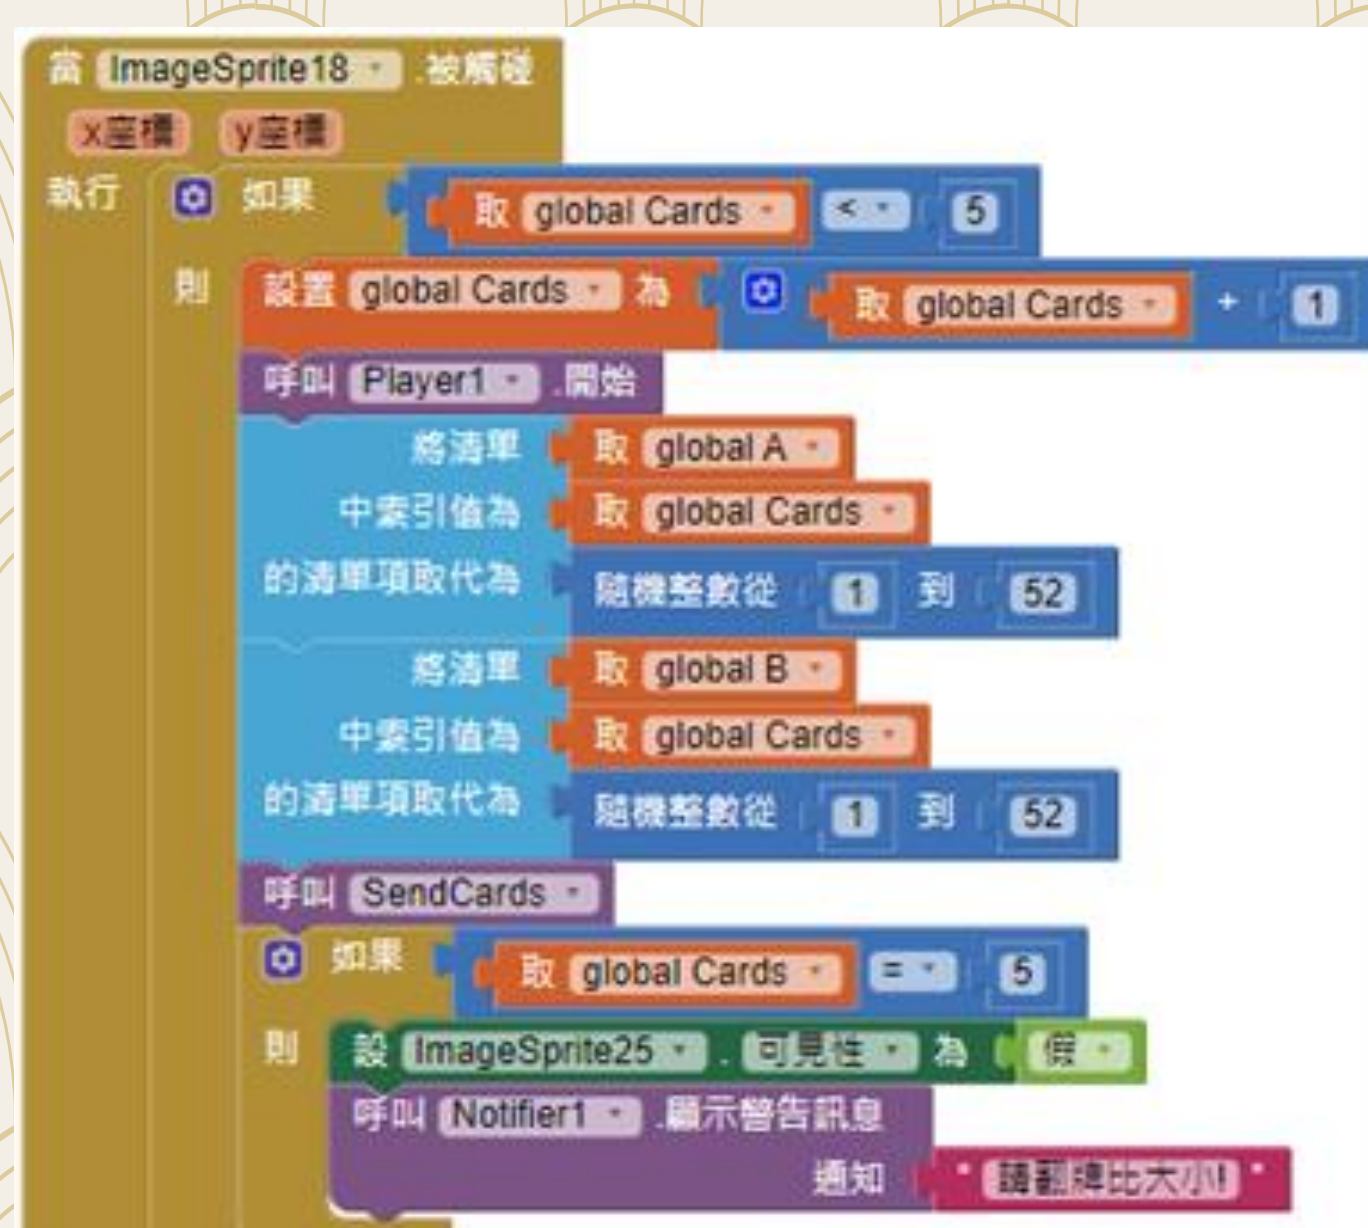 當 ImageSprite18 .被觸碰
x座標 y座標
執行 如果 取 global Cards < 5
則 設置 global Cards 為 取 global Cards + 1
呼叫 Player1 .開始
將清單 取 global A
中索引值為 取 global Cards
的清單項取代為 隨機整數從 1 到 52
將清單 取 global B
中索引值為 取 global Cards
的清單項取代為 隨機整數從 1 到 52
呼叫 SendCards
如果 取 global Cards = 5
則 設 ImageSprite25 . 可見性 為 假
呼叫 Notifier1 .顯示警告訊息
通知 " 請翻牌比大小! "